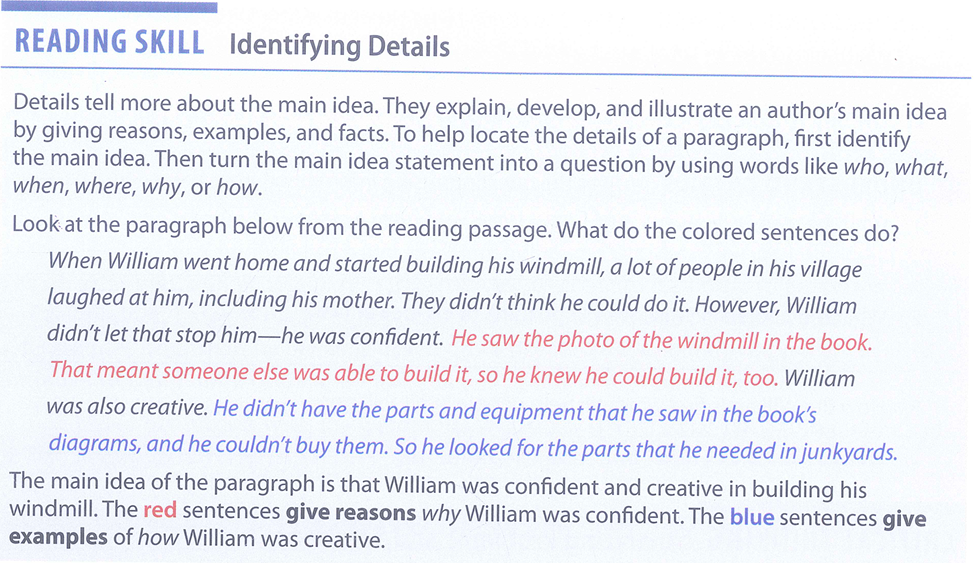 READING SKILL Identifying Details
Details tell more about the main idea. They explain, develop, and illustrate an author's main idea
by giving reasons, examples, and facts. To help locate the details of a paragraph, first identify
the main idea. Then turn the main idea statement into a question by using words like who, what,
when, where, why, or how.
Look at the paragraph below from the reading passage. What do the colored sentences do?
When William went home and started building his windmill, a lot of people in his village
laughed at him, including his mother. They didn't think he could do it. However, William
didn't let that stop him—he was confident. He saw the photo of the windmill in the book.
That meant someone else was able to build it, so he knew he could build it, too. William
was also creative. He didn't have the parts and equipment that he saw in the book's
diagrams, and he couldn't buy them. So he looked for the parts that he needed in junkyards.
The main idea of the paragraph is that William was confident and creative in building his
windmill. The red sentences give reasons why William was confident. The blue sentences give
examples of how William was creative.